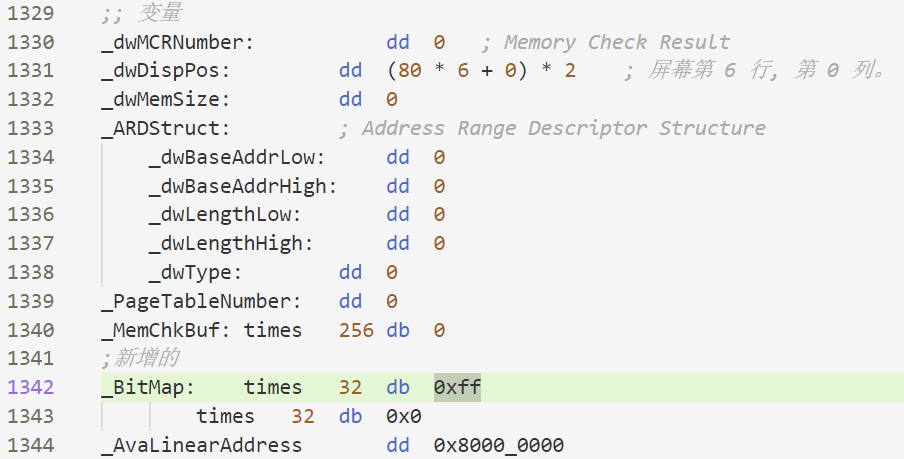 1329 ;; 变量
1330 _dwMCRNumber: dd 0 ; Memory Check Result
1331 _dwDispPos: dd (80 * 6 + 0) * 2 ; 屏幕第 6 行, 第 0 列。
1332 _dwMemSize: dd 0
1333 _ARDStruct: ; Address Range Descriptor Structure
1334 _dwBaseAddrLow: dd 0
1335 _dwBaseAddrHigh: dd 0
1336 _dwLengthLow: dd 0
1337 _dwLengthHigh: dd 0
1338 _dwType: dd 0
1339 _PageTableNumber: dd 0
1340 _MemChkBuf: times 256 db 0
1341 ;新增的
1342 _BitMap: times 32 db 0xff
1343 times 32 db 0x0
1344 _AvaLinearAddress dd 0x8000_0000